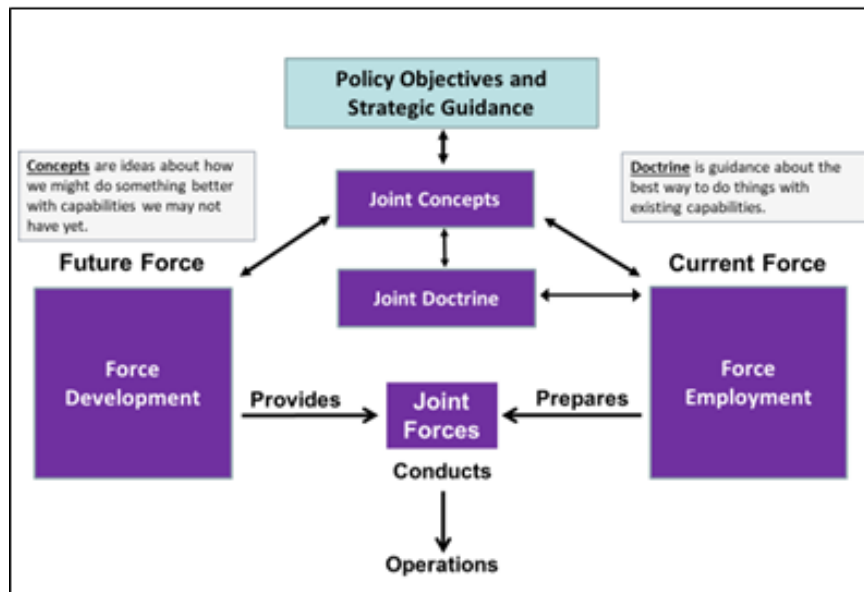 Policy Objectives and
Strategic Guidance
Concepts are ideas about how
we might do something better
with capabilities we may not
have yet.
Doctrine is guidance about the
best way to do things with
existing capabilities.
Joint Concepts
Future Force
Current Force
Joint Doctrine
Force
Development
Force
Employment
Provides
Joint
Forces
Prepares
Conducts
Operations